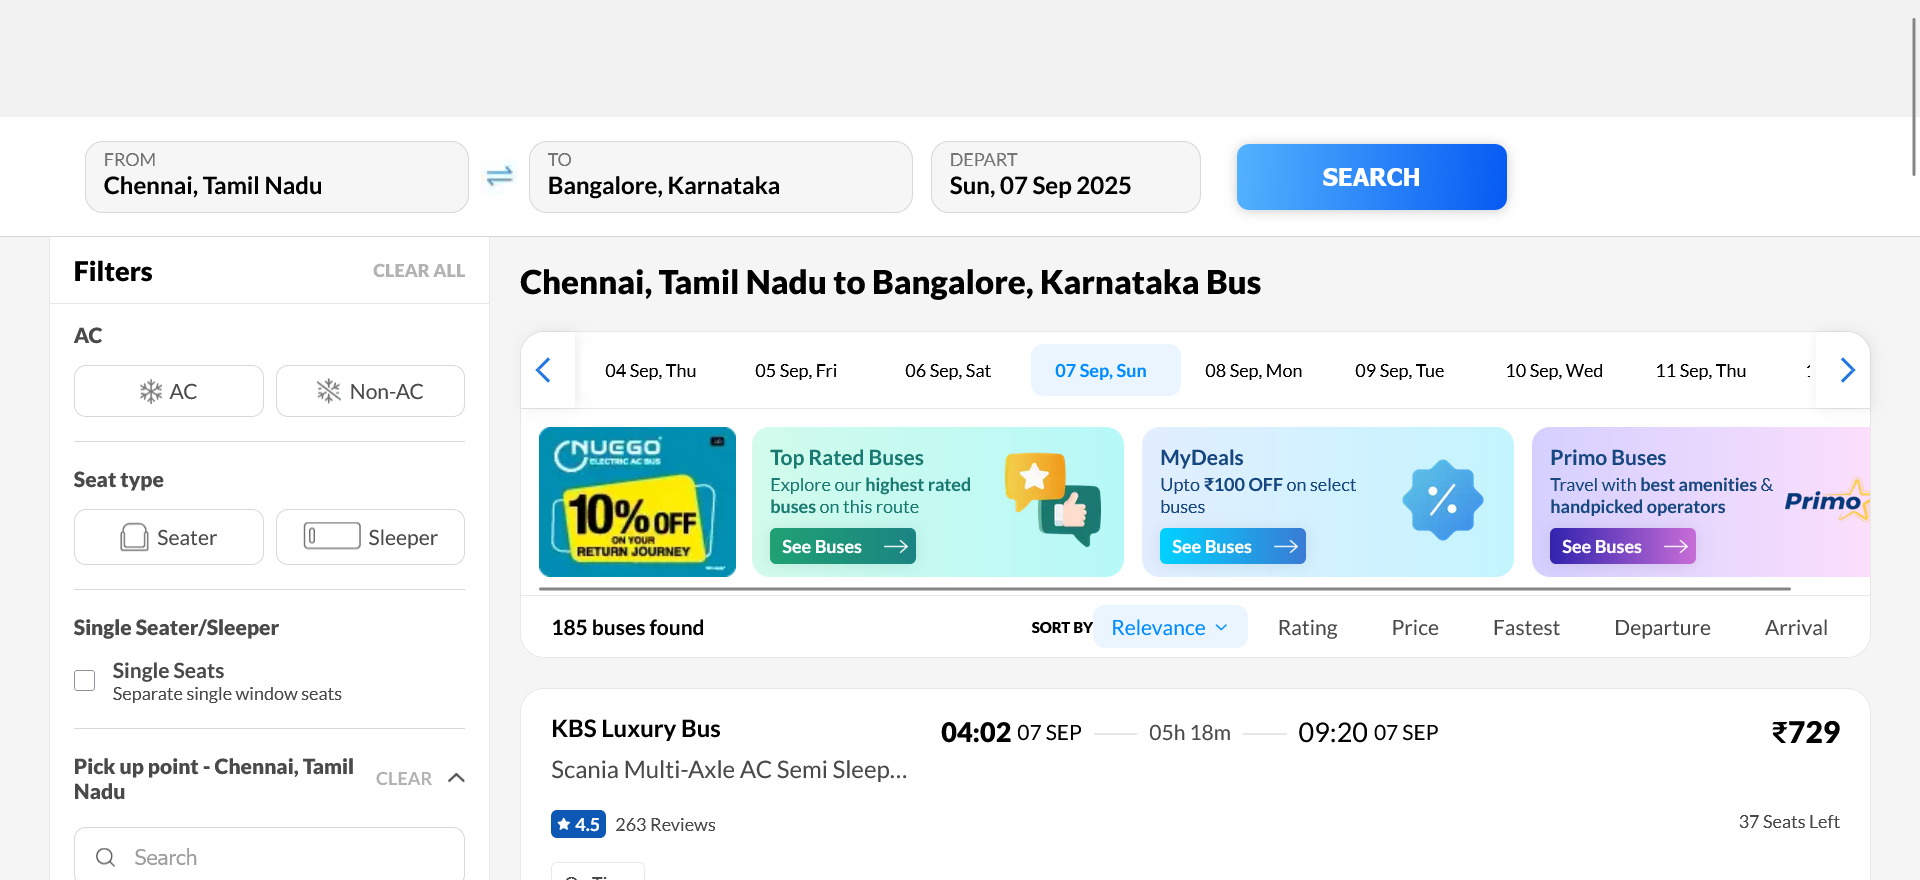 FROM
Chennai, Tamil Nadu
TO
Bangalore, Karnataka
DEPART
Sun, 07 Sep 2025
SEARCH
Filters
CLEAR ALL
AC
AC
Non-AC
Seat type
Seater
Sleeper
Single Seater/Sleeper
Single Seats
Separate single window seats
Pick up point - Chennai, Tamil
Nadu
CLEAR
Search
Chennai, Tamil Nadu to Bangalore, Karnataka Bus
04 Sep, Thu
05 Sep, Fri
06 Sep, Sat
07 Sep, Sun
08 Sep, Mon
09 Sep, Tue
10 Sep, Wed
11 Sep, Thu
NUEGO
ELECTRIC AC BUS
10% OFF
ON YOUR
RETURN JOURNEY
Top Rated Buses
Explore our highest rated
buses on this route
See Buses
MyDeals
Upto ₹100 OFF on select
buses
See Buses
Primo Buses
Travel with best amenities &
handpicked operators
See Buses
Primo
185 buses found
SORT BY
Relevance
Rating
Price
Fastest
Departure
Arrival
KBS Luxury Bus
04:02 07 SEP
05h 18m
09:20 07 SEP
₹729
Scania Multi-Axle AC Semi Sleep...
4.5
263 Reviews
37 Seats Left